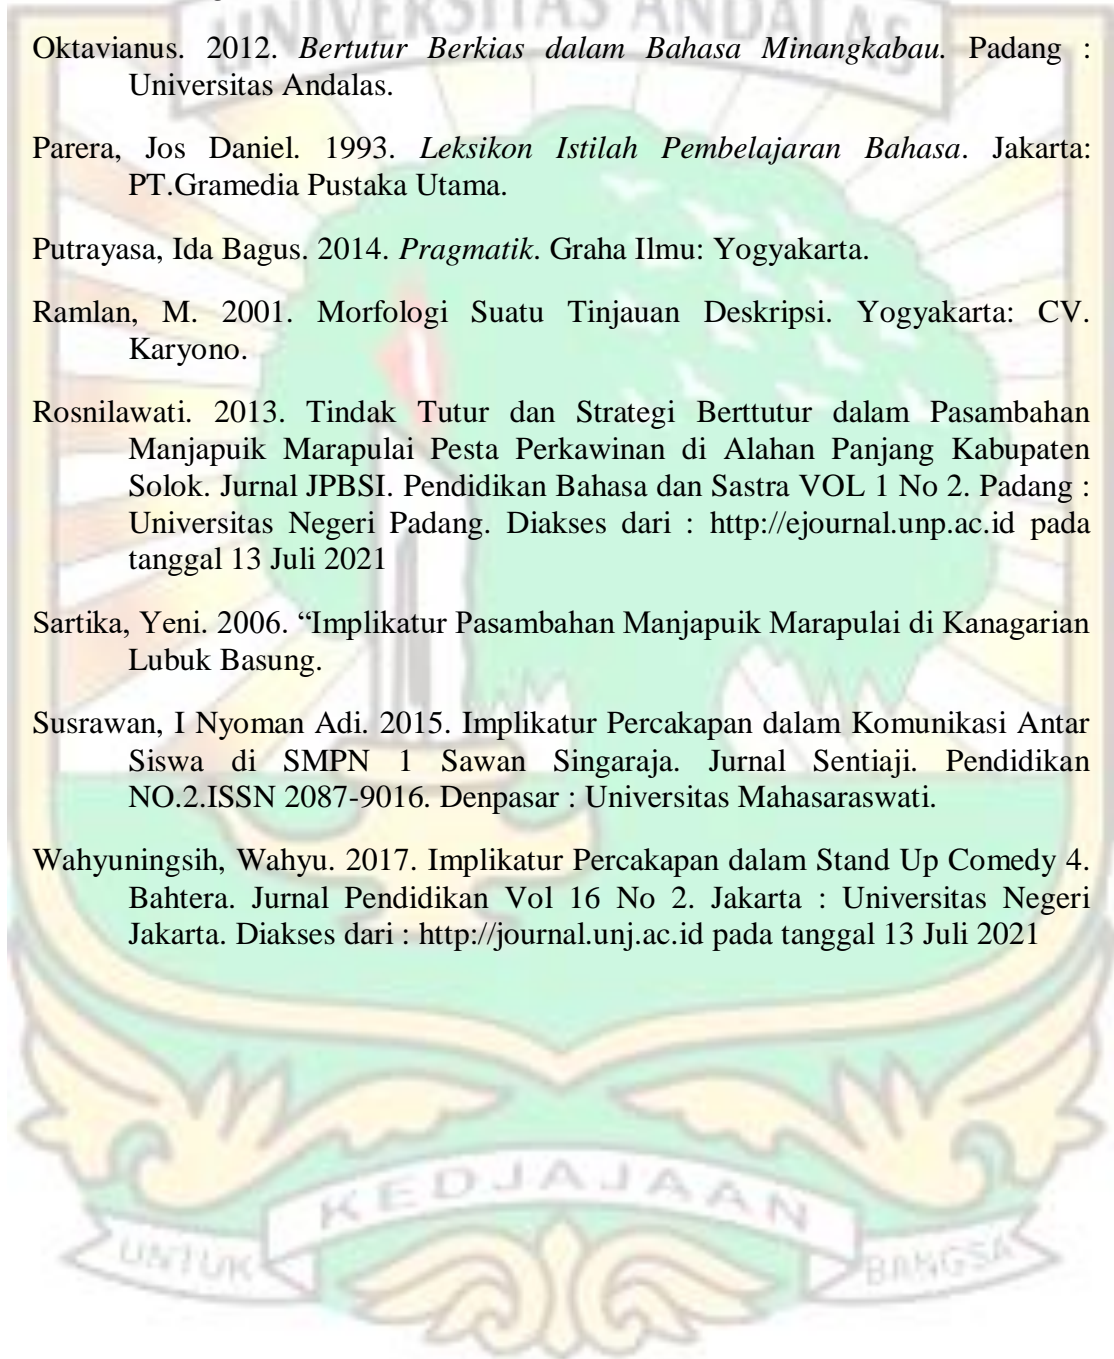 UNIVERSITAS ANDALAS
Oktavianus. 2012. Bertutur Berkias dalam Bahasa Minangkabau. Padang :
Universitas Andalas.
Parera, Jos Daniel. 1993. Leksikon Istilah Pembelajaran Bahasa. Jakarta:
PT.Gramedia Pustaka Utama.
Putrayasa, Ida Bagus. 2014. Pragmatik. Graha Ilmu: Yogyakarta.
Ramlan, M. 2001. Morfologi Suatu Tinjauan Deskripsi. Yogyakarta: CV.
Karyono.
Rosnilawati. 2013. Tindak Tutur dan Strategi Berttutur dalam Pasambahan
Manjapuik Marapulai Pesta Perkawinan di Alahan Panjang Kabupaten
Solok. Jurnal JPBSI. Pendidikan Bahasa dan Sastra VOL 1 No 2. Padang :
Universitas Negeri Padang. Diakses dari : http://ejournal.unp.ac.id pada
tanggal 13 Juli 2021
Sartika, Yeni. 2006. “Implikatur Pasambahan Manjapuik Marapulai di Kanagarian
Lubuk Basung.
Susrawan, I Nyoman Adi. 2015. Implikatur Percakapan dalam Komunikasi Antar
Siswa di SMPN 1 Sawan Singaraja. Jurnal Sentiaji. Pendidikan
NO.2.ISSN 2087-9016. Denpasar : Universitas Mahasaraswati.
Wahyuningsih, Wahyu. 2017. Implikatur Percakapan dalam Stand Up Comedy 4.
Bahtera. Jurnal Pendidikan Vol 16 No 2. Jakarta : Universitas Negeri
Jakarta. Diakses dari : http://journal.unj.ac.id pada tanggal 13 Juli 2021
KEDJAJAAN
UNTUK BANGSA